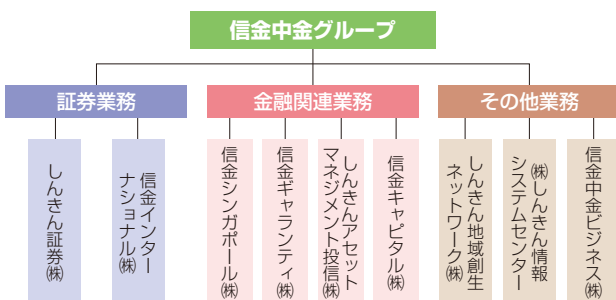 信金中金グループ
証券業務
金融関連業務
その他業務
しんきん証券㈱
信金インター
ナショナル㈱
信金シンガポール㈱
信金ギャランティ㈱
しんきんアセット
マネジメント投信㈱
信金キャピタル㈱
しんきん地域創生
ネットワーク㈱
㈱しんきん情報
システムセンター
信金中金ビジネス㈱